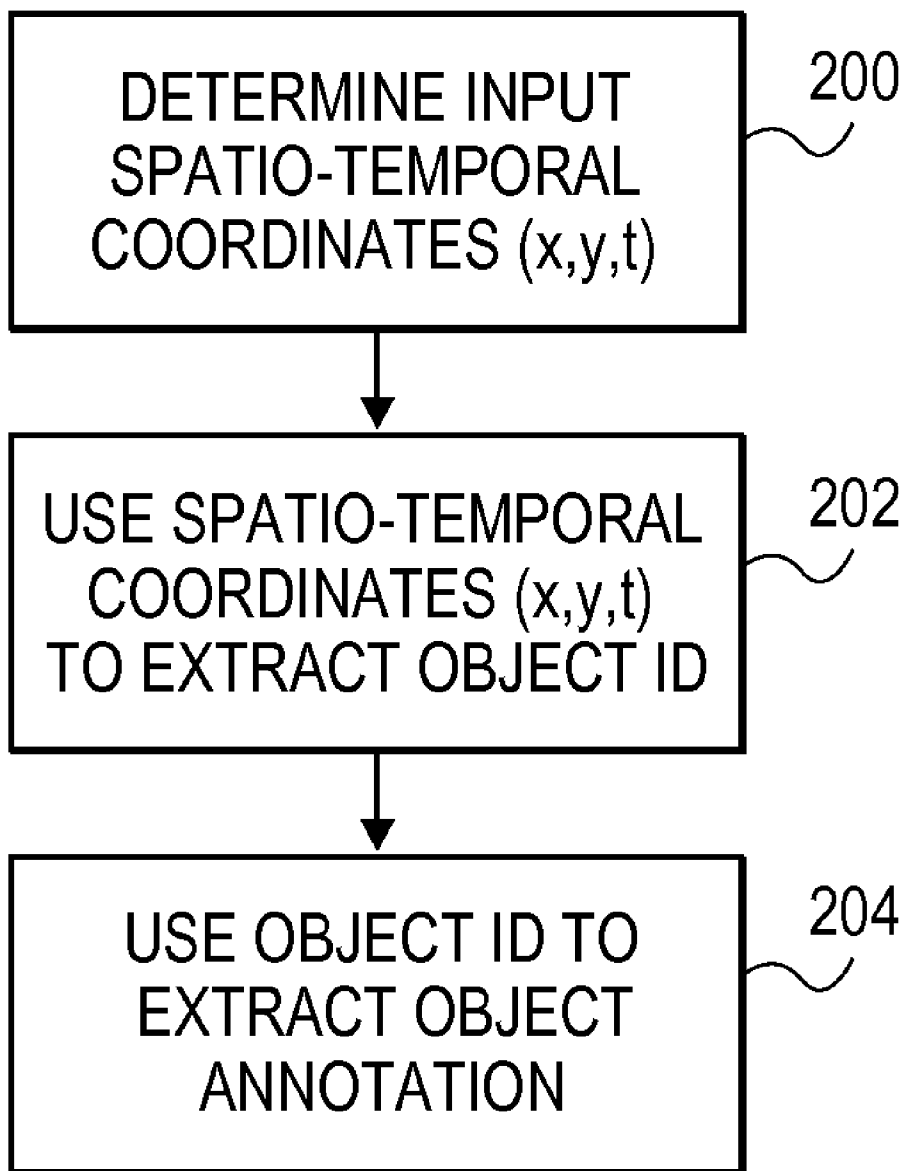 DETERMINE INPUT
SPATIO-TEMPORAL
COORDINATES (x,y,t)
200
USE SPATIO-TEMPORAL
COORDINATES (x,y,t)
TO EXTRACT OBJECT ID
202
USE OBJECT ID TO
EXTRACT OBJECT
ANNOTATION
204